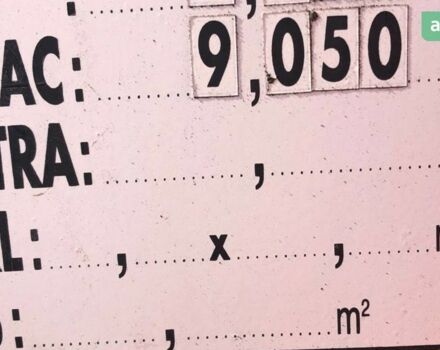 AC: 9,050
TRA: ,
L: , x ,
: , m²